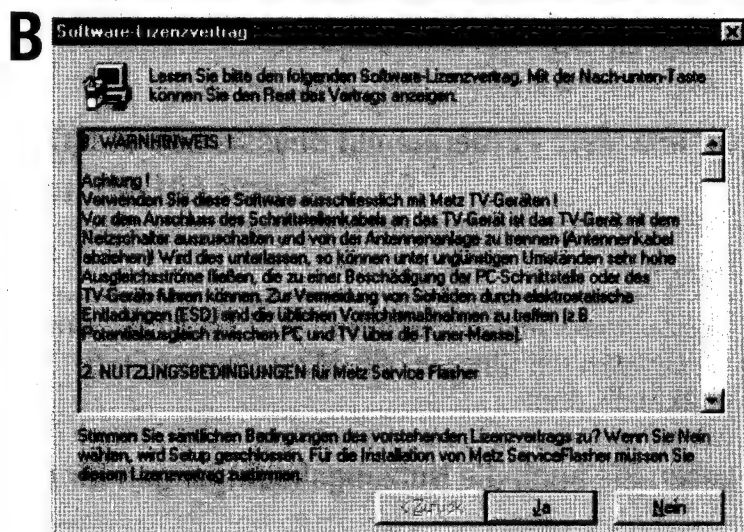 B
Software-Lizenzvertrag
Lesen Sie bitte den folgenden Software-Lizenzvertrag. Mit der Nach-unten-Taste
können Sie den Rest des Vertrags anzeigen.
1. WARNHINWEIS !
Achtung !
Verwenden Sie diese Software ausschliesslich mit Metz TV-Geräten !
Vor dem Anschluss des Schnittstellenkabels an das TV-Gerät ist das TV-Gerät mit dem
Netzschalter auszuschalten und von der Antennenanlage zu trennen (Antennenkabel
abziehen)! Wird dies unterlassen, so können unter ungünstigen Umständen sehr hohe
Ausgleichsströme fließen, die zu einer Beschädigung der PC-Schnittstelle oder des
TV-Geräts führen können. Zur Vermeidung von Schäden durch elektrostatische
Entladungen (ESD) sind die üblichen Vorsichtsmaßnahmen zu treffen (z.B.
Potentialausgleich zwischen PC und TV über die Tuner-Masse).
2. NUTZUNGSBEDINGUNGEN für Metz Service Flasher
Stimmen Sie sämtlichen Bedingungen des vorstehenden Lizenzvertrags zu? Wenn Sie Nein
wählen, wird Setup geschlossen. Für die Installation von Metz ServiceFlasher müssen Sie
diesem Lizenzvertrag zustimmen.
< Zurück Ja Nein